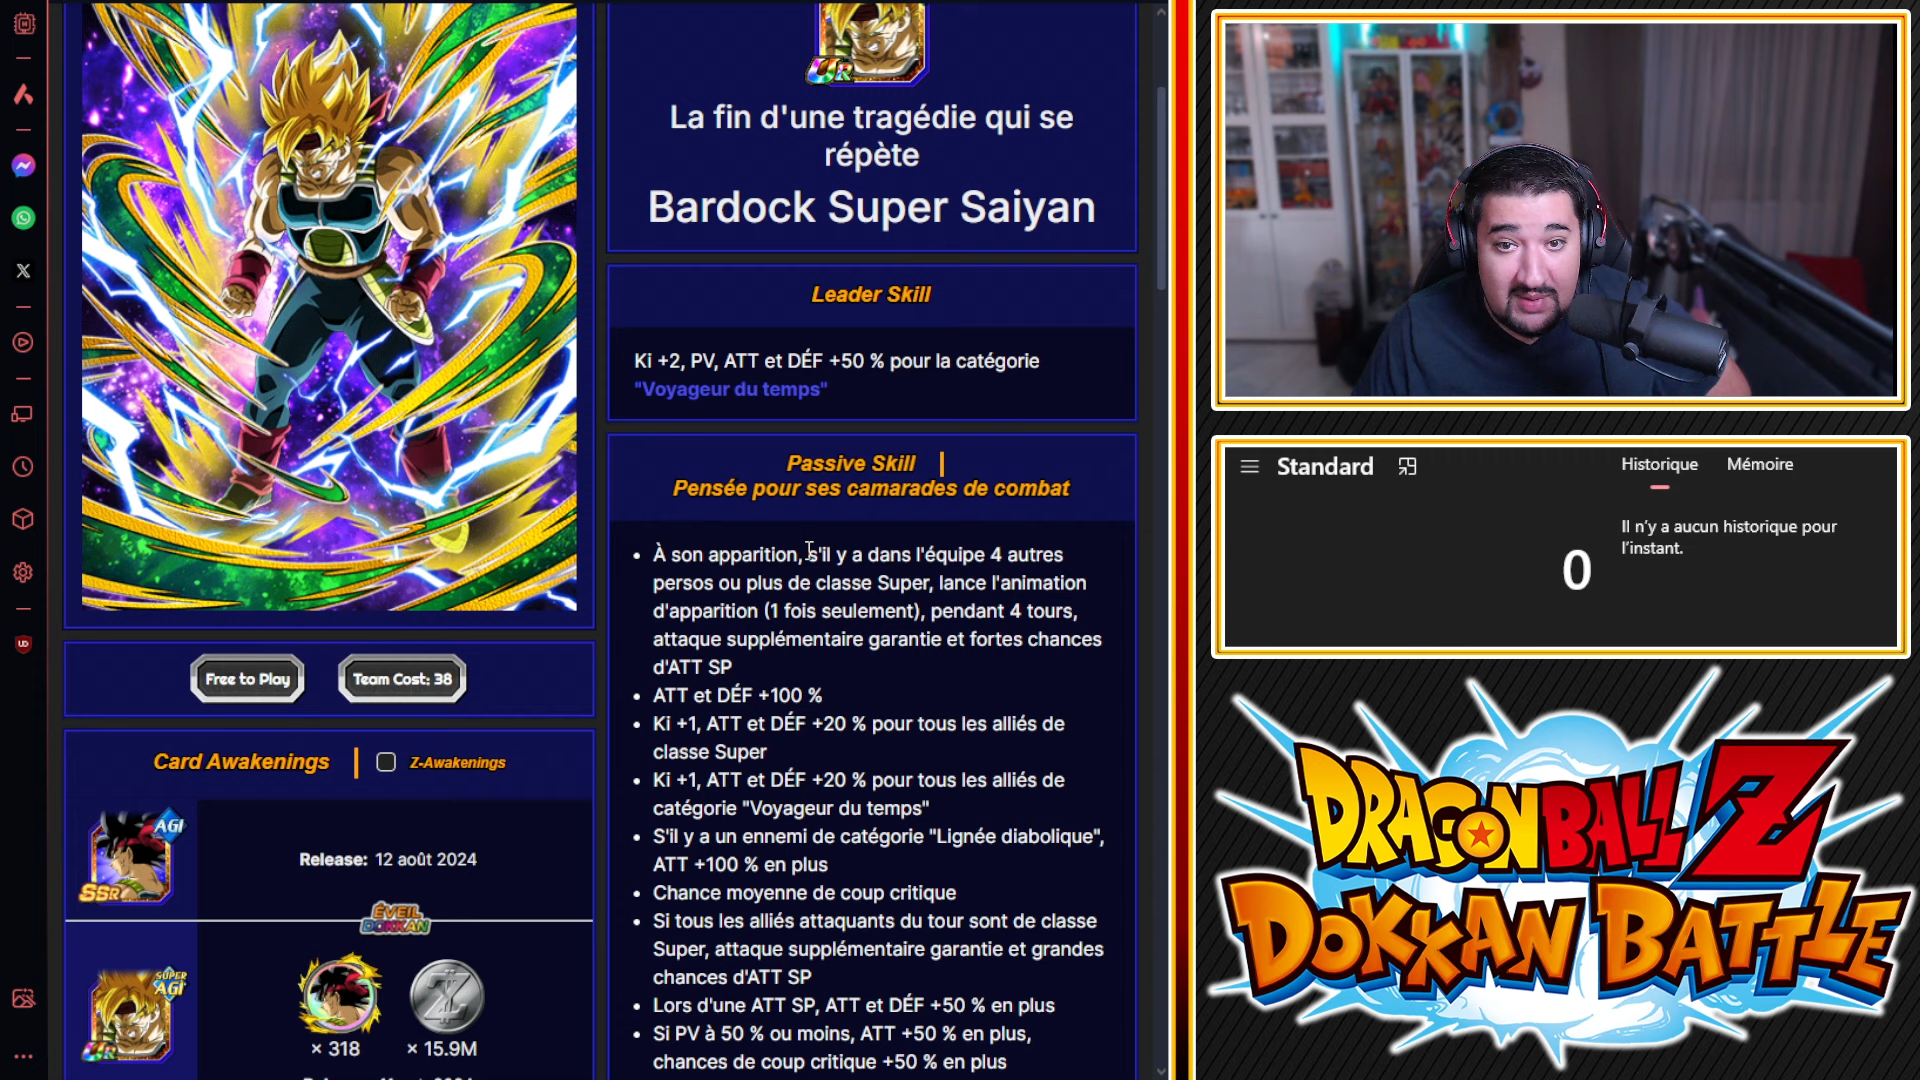 UR
La fin d'une tragédie qui se
répète
Bardock Super Saiyan
Leader Skill
Ki +2, PV, ATT et DÉF +50 % pour la catégorie
"Voyageur du temps"
Passive Skill
Pensée pour ses camarades de combat
À son apparition, s'il y a dans l'équipe 4 autres
persos ou plus de classe Super, lance l'animation
d'apparition (1 fois seulement), pendant 4 tours,
attaque supplémentaire garantie et fortes chances
d'ATT SP
ATT et DÉF +100 %
Ki +1, ATT et DÉF +20 % pour tous les alliés de
classe Super
Ki +1, ATT et DÉF +20 % pour tous les alliés de
catégorie "Voyageur du temps"
S'il y a un ennemi de catégorie "Lignée diabolique",
ATT +100 % en plus
Chance moyenne de coup critique
Si tous les alliés attaquants du tour sont de classe
Super, attaque supplémentaire garantie et grandes
chances d'ATT SP
Lors d'une ATT SP, ATT et DÉF +50 % en plus
Si PV à 50 % ou moins, ATT +50 % en plus,
chances de coup critique +50 % en plus
Free to Play
Team Cost: 38
Card Awakenings
Z-Awakenings
AGI
SSR
Release: 12 août 2024
ÉVEIL
DOKKAN
SUPER
AGI
UR
Z
× 318
× 15.9M
UD
Standard
Historique
Mémoire
Il n'y a aucun historique pour
l'instant.
0
DRAGON BALL Z
DOKKAN BATTLE